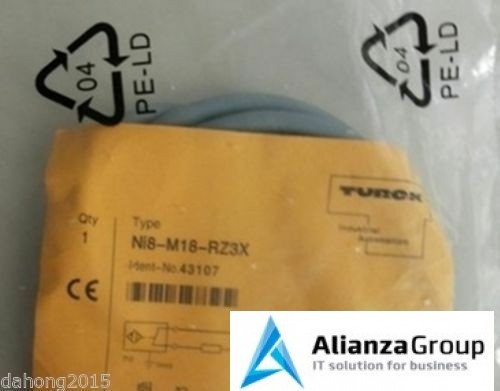 04
PE-LD
04
PE-LD
TURCK
Industrial
Automation
Qty
1
Type
Ni8-M18-RZ3X
Ident-No.43107
CE
AlianzaGroup
IT solution for business
dahong2015